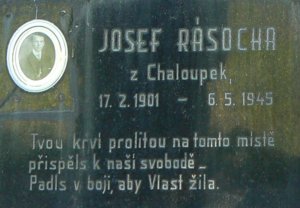 JOSEF RÁSOCHA
z Chaloupek,
17. 2. 1901 – 6. 5. 1945
Tvou krví prolitou na tomto místě
přispěls k naší svobodě –
Padls v boji, aby Vlast žila.